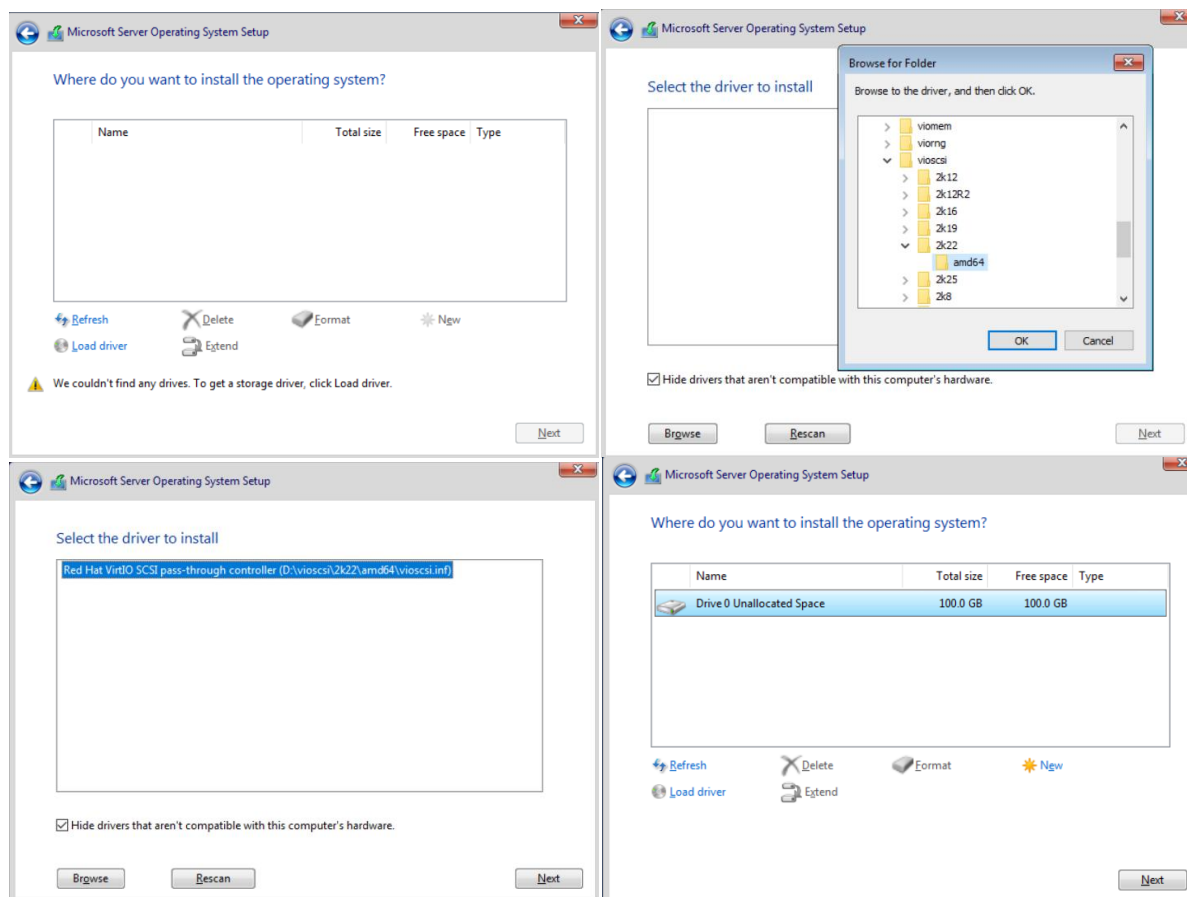 Microsoft Server Operating System Setup
Where do you want to install the operating system?
Name Total size Free space Type
Refresh Delete Format New
Load driver Extend
We couldn't find any drives. To get a storage driver, click Load driver.
Next
Microsoft Server Operating System Setup
Select the driver to install
Browse for Folder
Browse to the driver, and then click OK.
viomem
viorng
vioscsi
2k12
2k12R2
2k16
2k19
2k22
amd64
2k25
2k8
OK Cancel
Hide drivers that aren't compatible with this computer's hardware.
Browse Rescan Next
Microsoft Server Operating System Setup
Select the driver to install
Red Hat VirtIO SCSI pass-through controller (D:\vioscsi\2k22\amd64\vioscsi.inf)
Hide drivers that aren't compatible with this computer's hardware.
Browse Rescan Next
Microsoft Server Operating System Setup
Where do you want to install the operating system?
Name Total size Free space Type
Drive 0 Unallocated Space 100.0 GB 100.0 GB
Refresh Delete Format New
Load driver Extend
Next